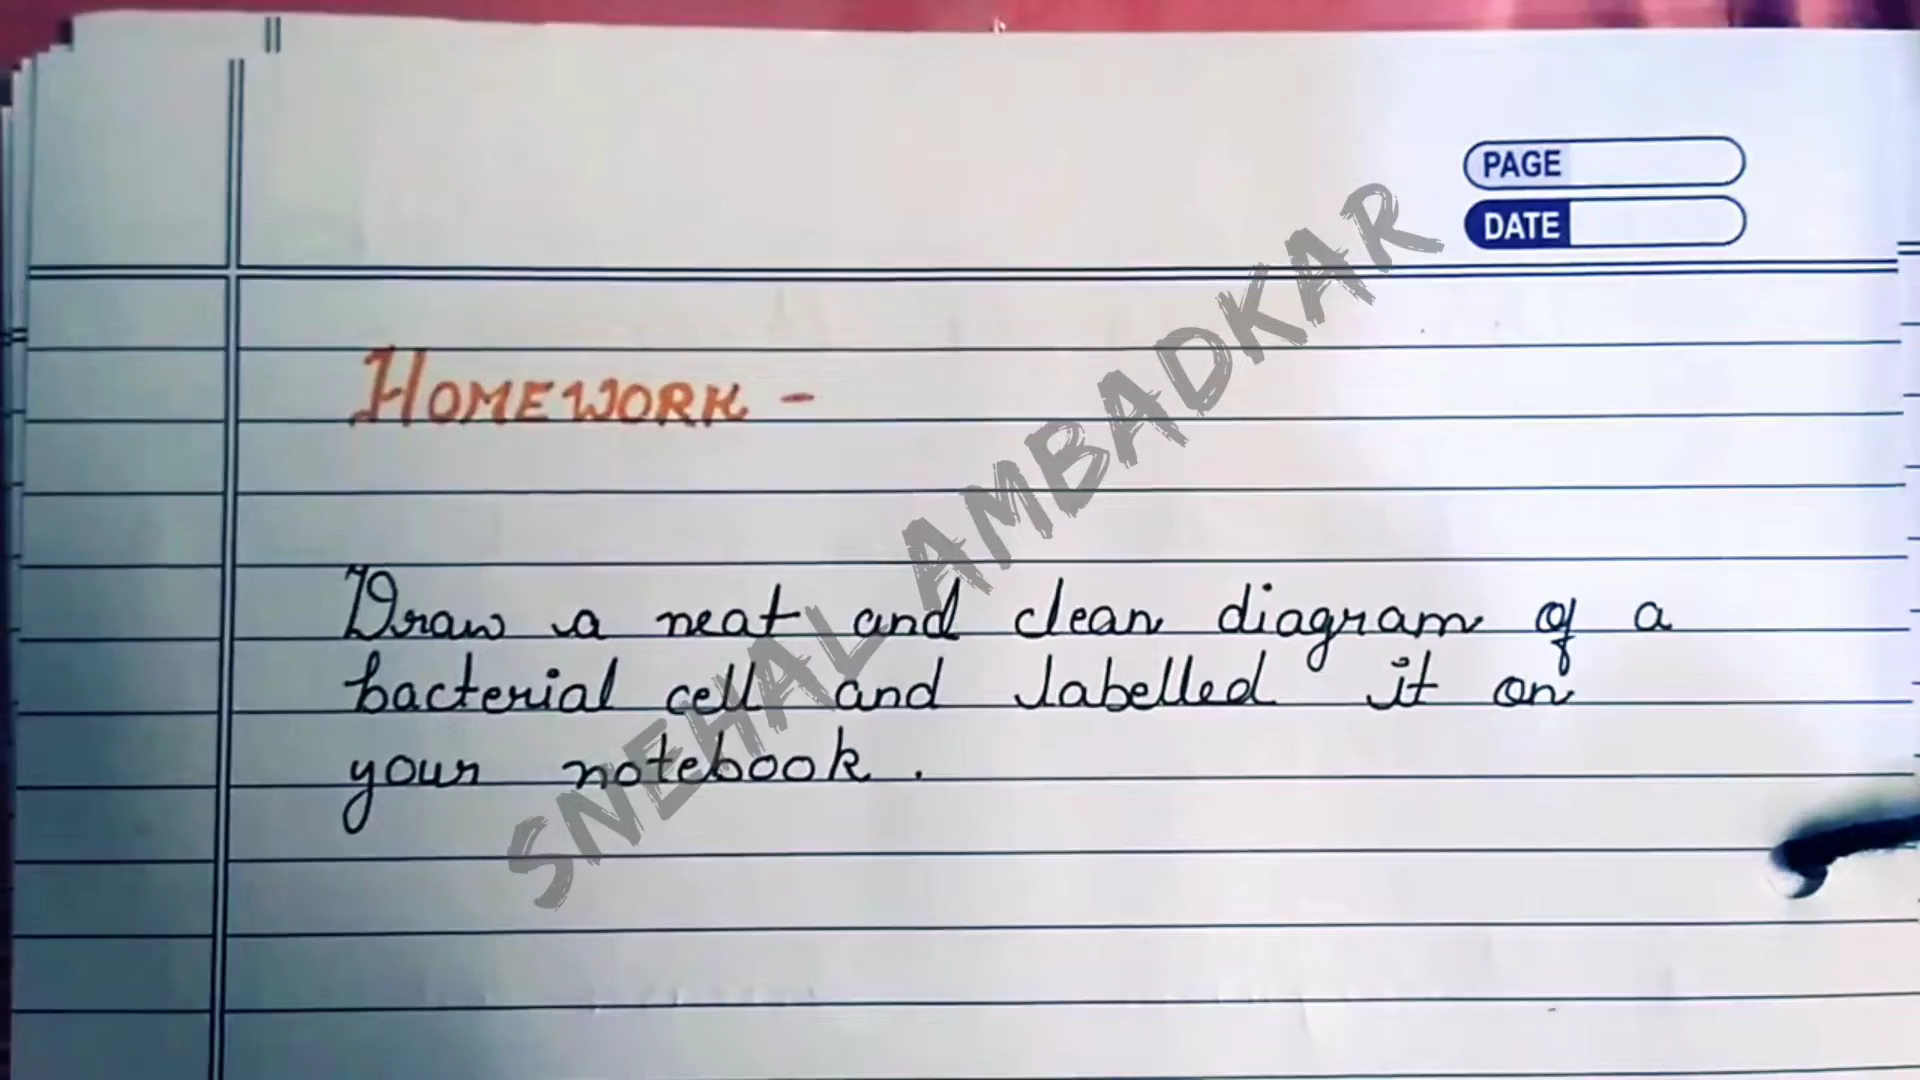 PAGE
DATE
HOMEWORK -
Draw a neat and clean diagram of a
bacterial cell and labelled it on
your notebook.
SNEHAL AMBADKAR